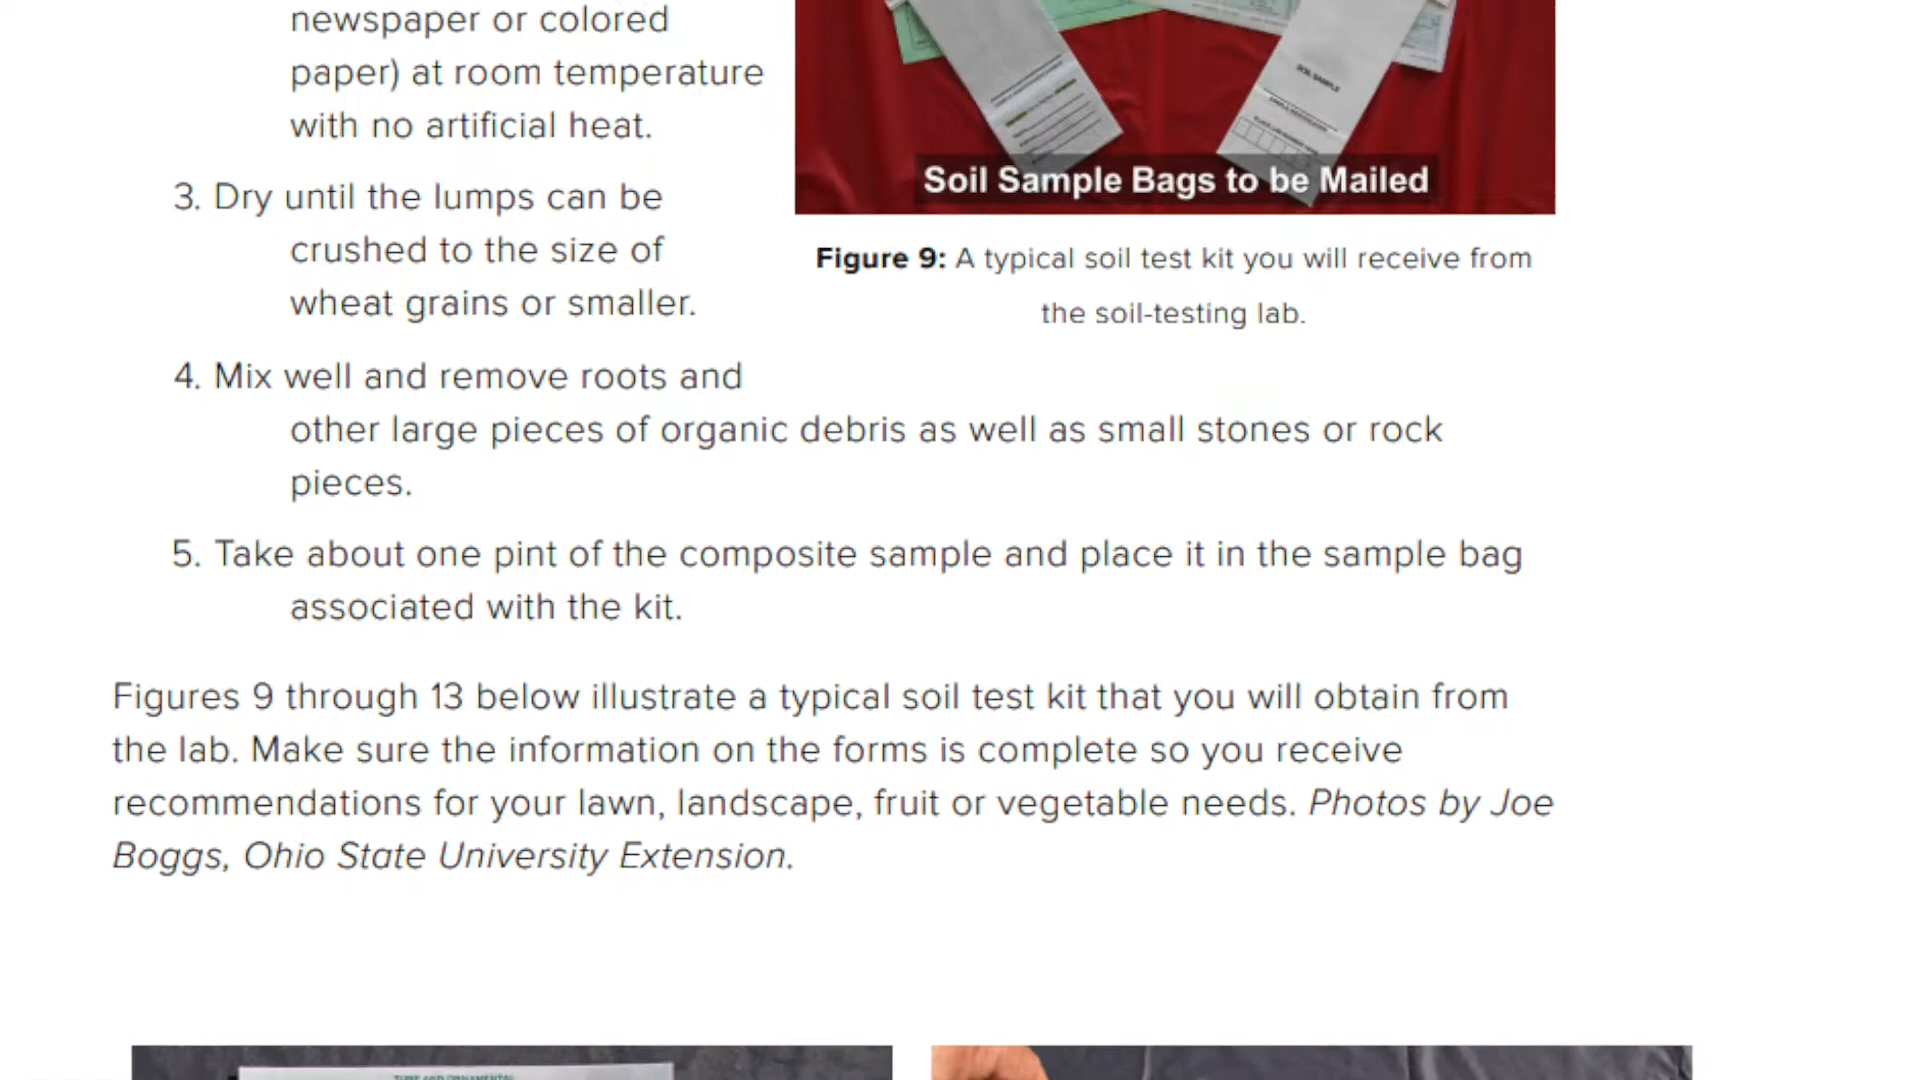 newspaper or colored
paper) at room temperature
with no artificial heat.
3. Dry until the lumps can be
crushed to the size of
wheat grains or smaller.
SOIL SAMPLE
Soil Sample Bags to be Mailed
Figure 9: A typical soil test kit you will receive from
the soil-testing lab.
4. Mix well and remove roots and
other large pieces of organic debris as well as small stones or rock
pieces.
5. Take about one pint of the composite sample and place it in the sample bag
associated with the kit.
Figures 9 through 13 below illustrate a typical soil test kit that you will obtain from
the lab. Make sure the information on the forms is complete so you receive
recommendations for your lawn, landscape, fruit or vegetable needs. Photos by Joe
Boggs, Ohio State University Extension.
TURF AND ORNAMENTAL